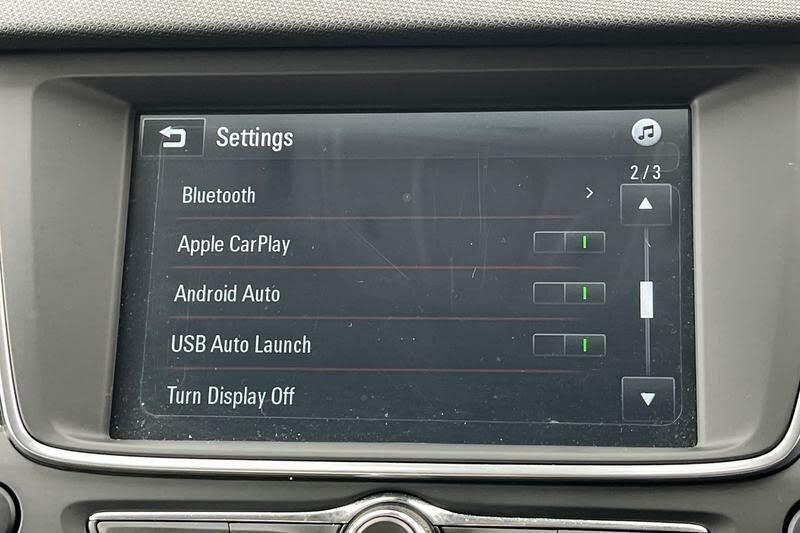 Settings
2/3
Bluetooth
Apple CarPlay
Android Auto
USB Auto Launch
Turn Display Off